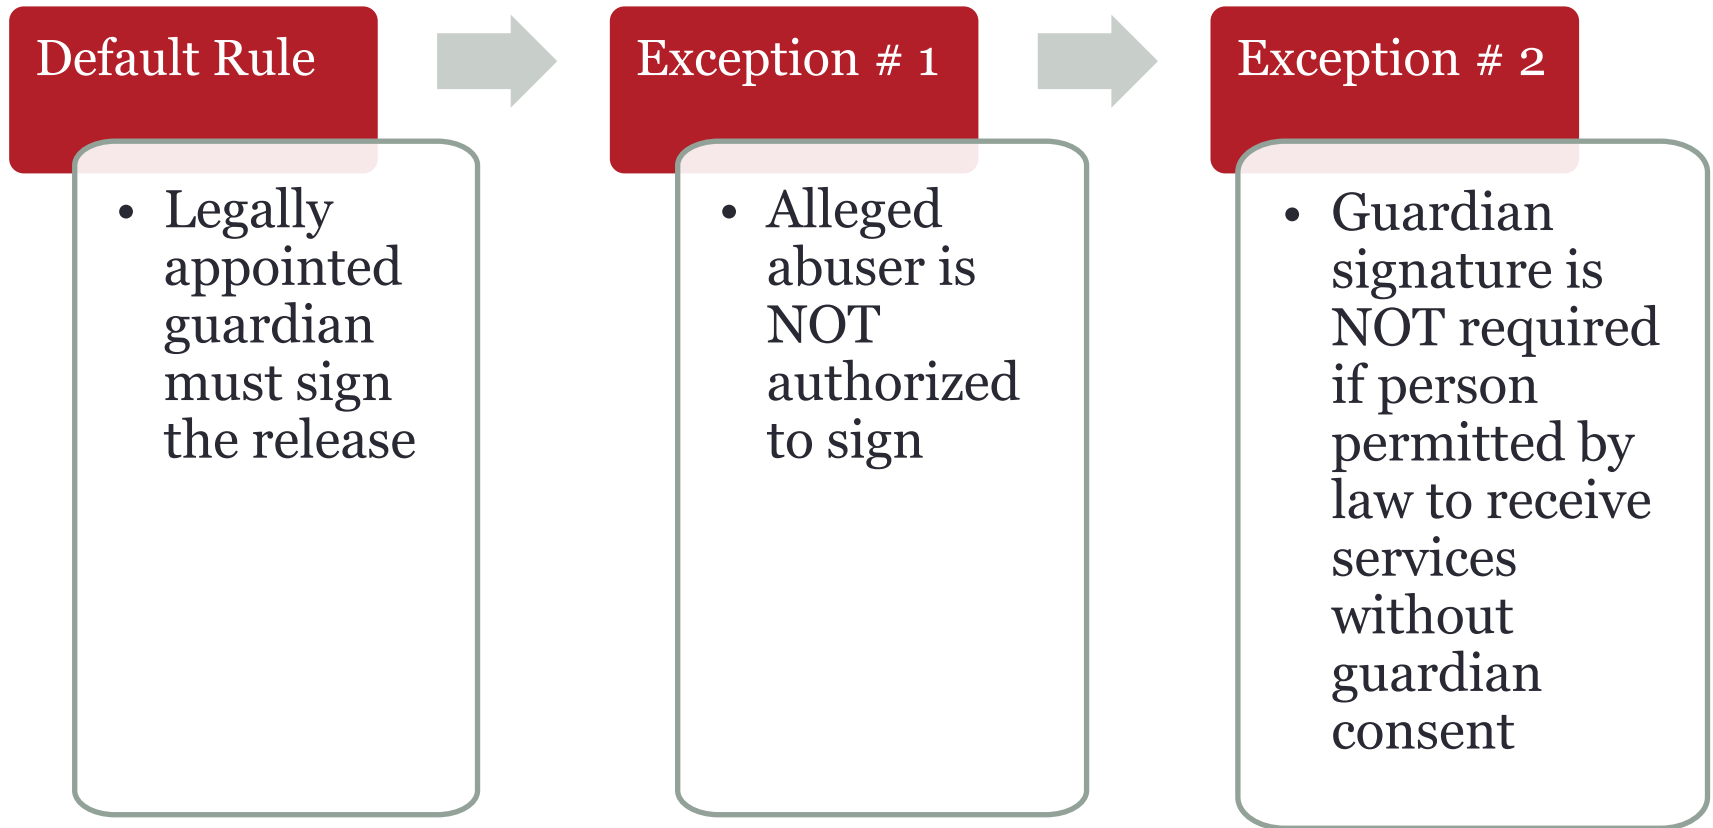 Default Rule
• Legally
appointed
guardian
must sign
the release
Exception # 1
• Alleged
abuser is
NOT
authorized
to sign
Exception # 2
• Guardian
signature is
NOT required
if person
permitted by
law to receive
services
without
guardian
consent